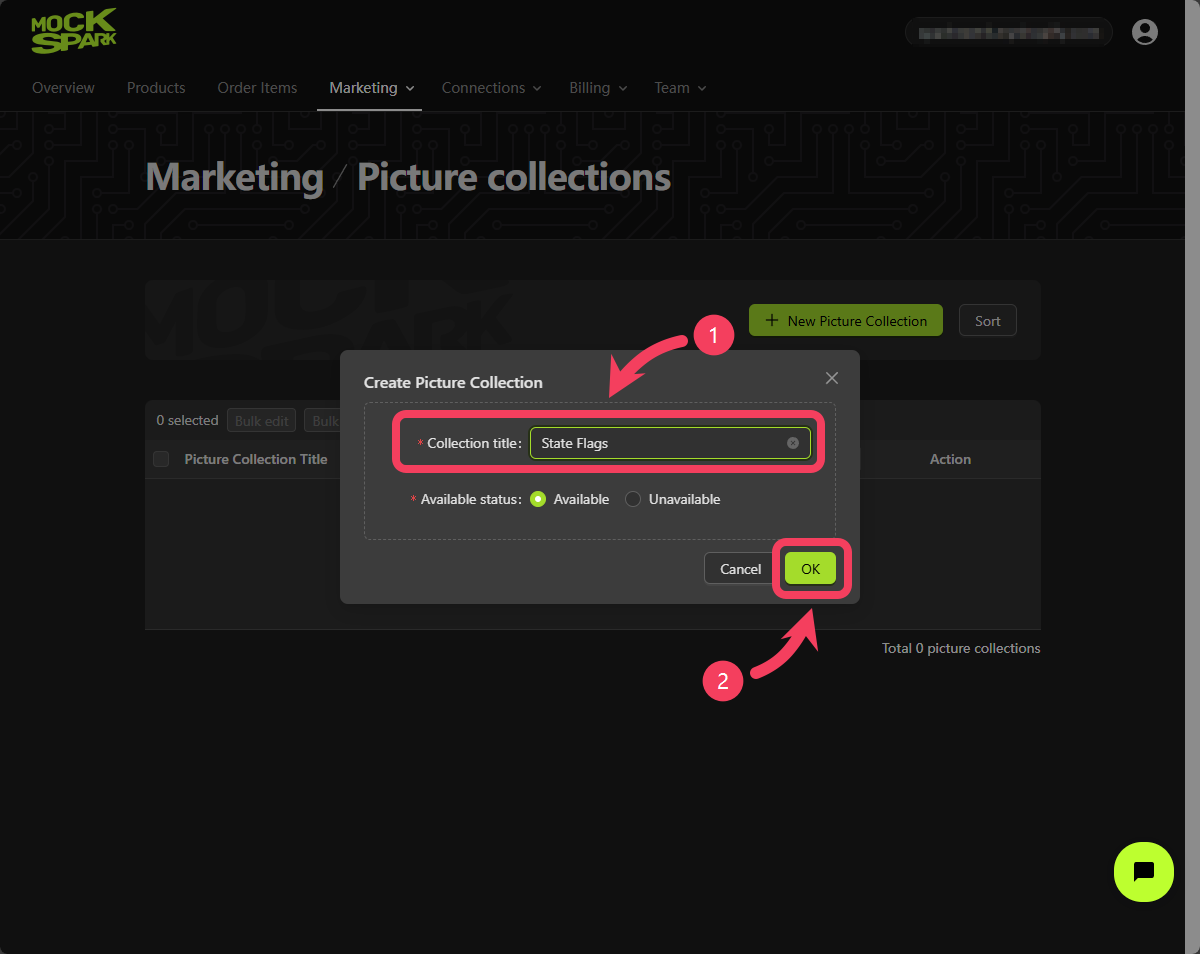 MOCK
SPARK
Overview Products Order Items Marketing Connections Billing Team
Marketing / Picture collections
+ New Picture Collection Sort
1
Create Picture Collection
0 selected Bulk edit Bulk
* Collection title: State Flags
Picture Collection Title Action
* Available status: Available Unavailable
Cancel OK
Total 0 picture collections
2